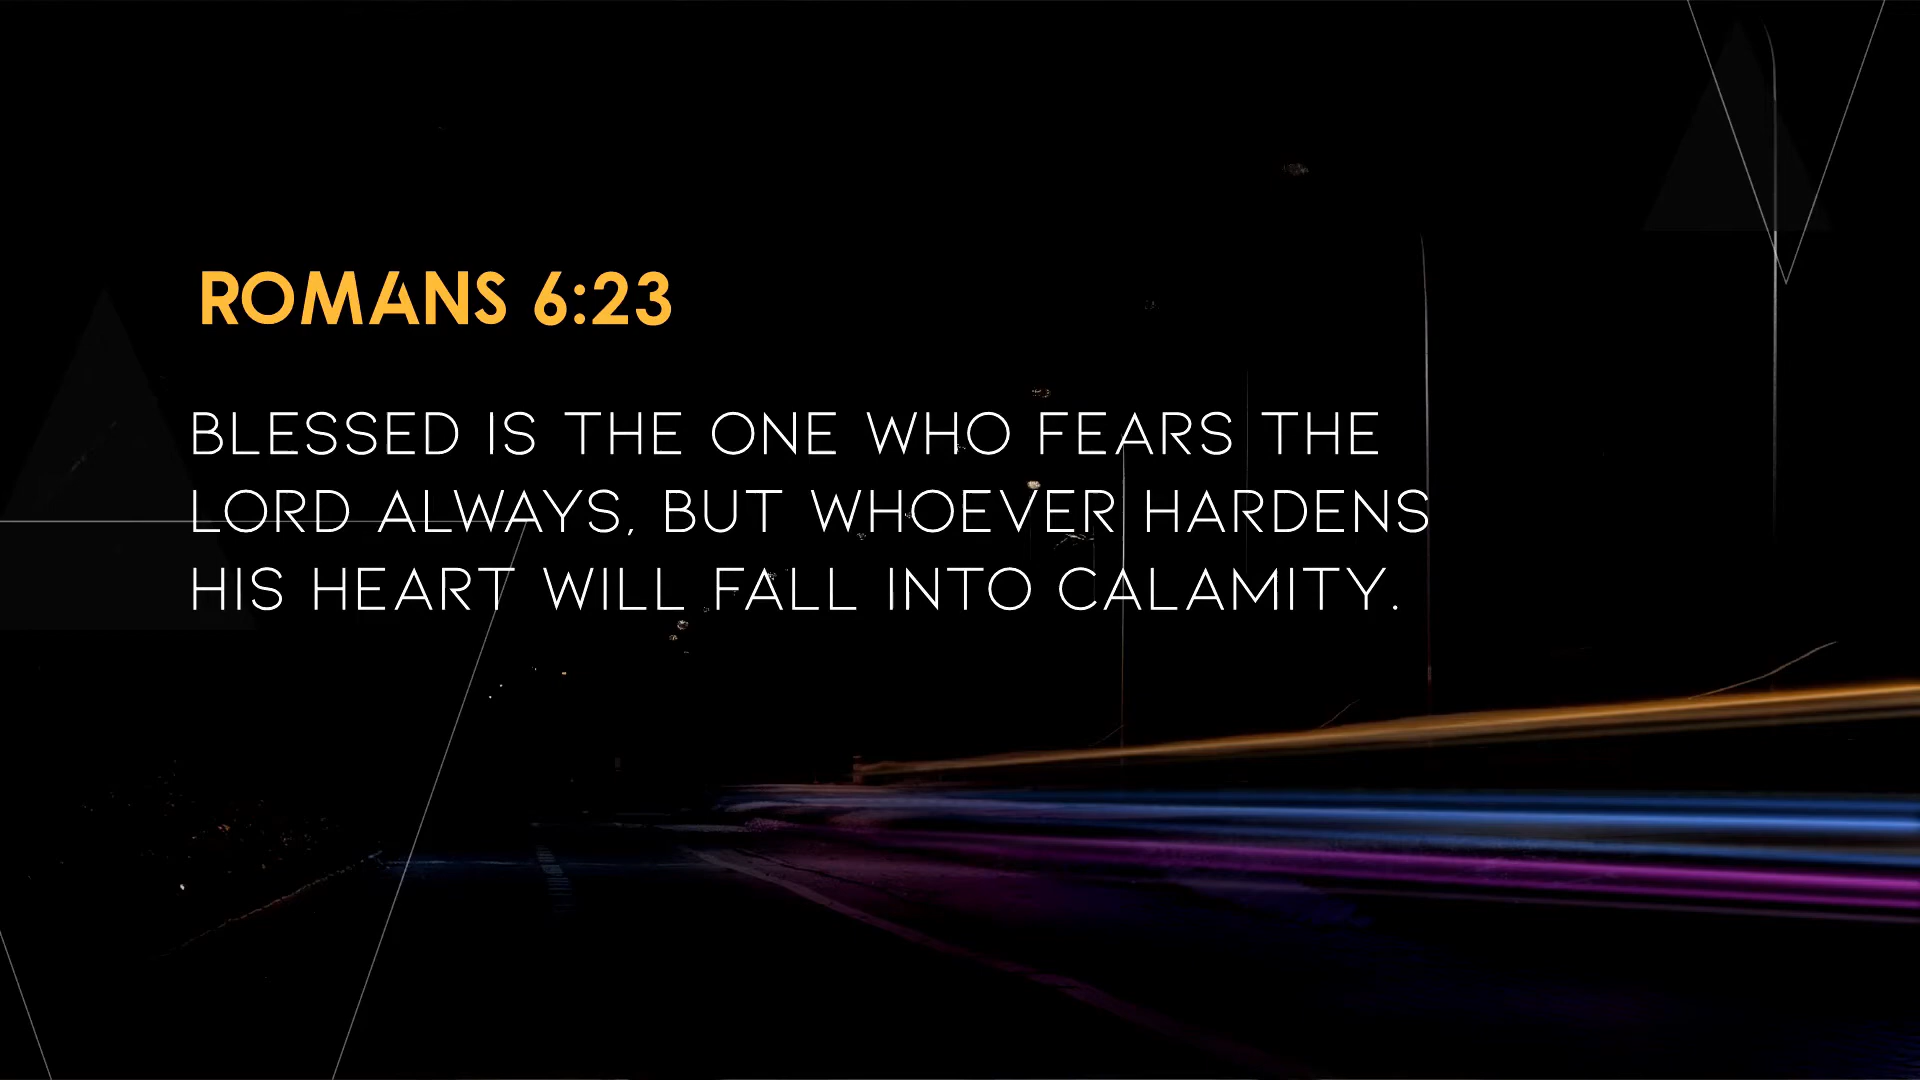 ROMANS 6:23
BLESSED IS THE ONE WHO FEARS THE
LORD ALWAYS, BUT WHOEVER HARDENS
HIS HEART WILL FALL INTO CALAMITY.